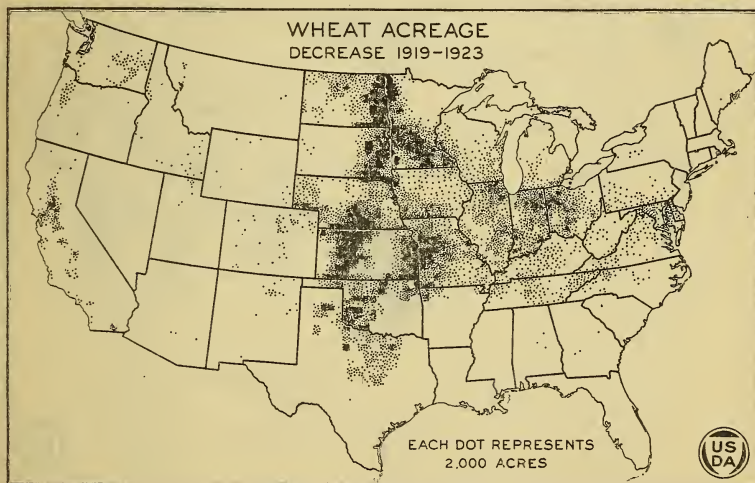 WHEAT ACREAGE
DECREASE 1919–1923
EACH DOT REPRESENTS
2,000 ACRES
US
DA